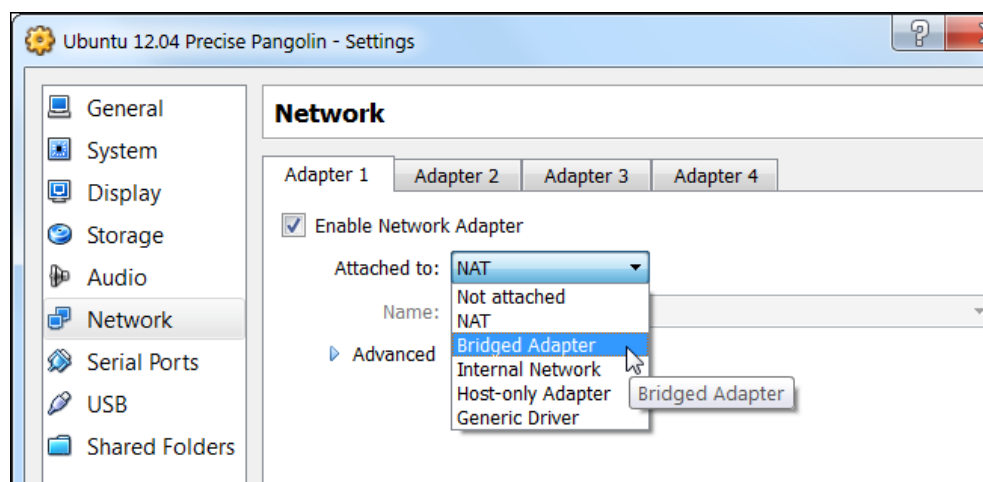 Ubuntu 12.04 Precise Pangolin - Settings
General
System
Display
Storage
Audio
Network
Serial Ports
USB
Shared Folders
Network
Adapter 1 Adapter 2 Adapter 3 Adapter 4
Enable Network Adapter
Attached to: NAT
Name:
Advanced
Not attached
NAT
Bridged Adapter
Internal Network
Host-only Adapter
Generic Driver
Bridged Adapter